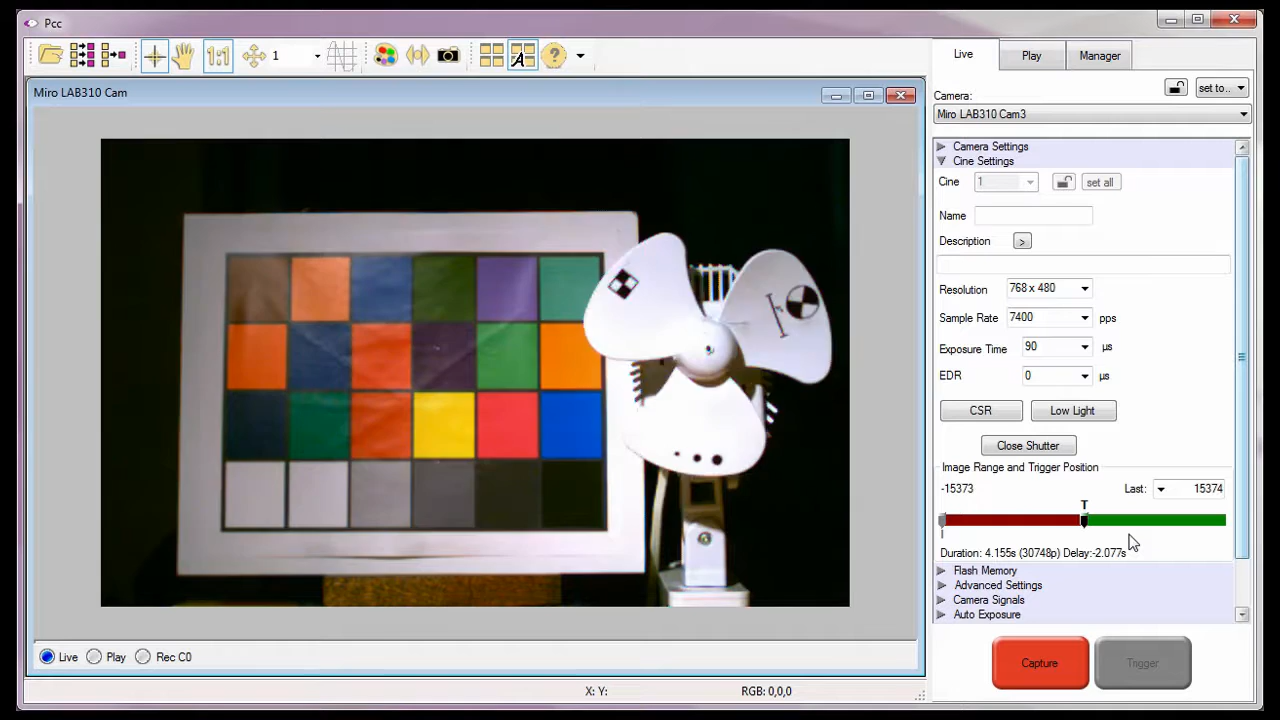 Pcc
1:1 1 A ?
Live Play Manager
Miro LAB310 Cam
Camera: set to..
Miro LAB310 Cam3
Camera Settings
Cine Settings
Cine 1 set all
Name
Description >
Resolution 768 x 480
Sample Rate 7400 pps
Exposure Time 90 µs
EDR 0 µs
CSR Low Light
Close Shutter
Image Range and Trigger Position
-15373 Last: 15374
T
I
Duration: 4.155s (30748p) Delay:-2.077s
Flash Memory
Advanced Settings
Camera Signals
Auto Exposure
Live Play Rec C0
Capture Trigger
X: Y: RGB: 0,0,0